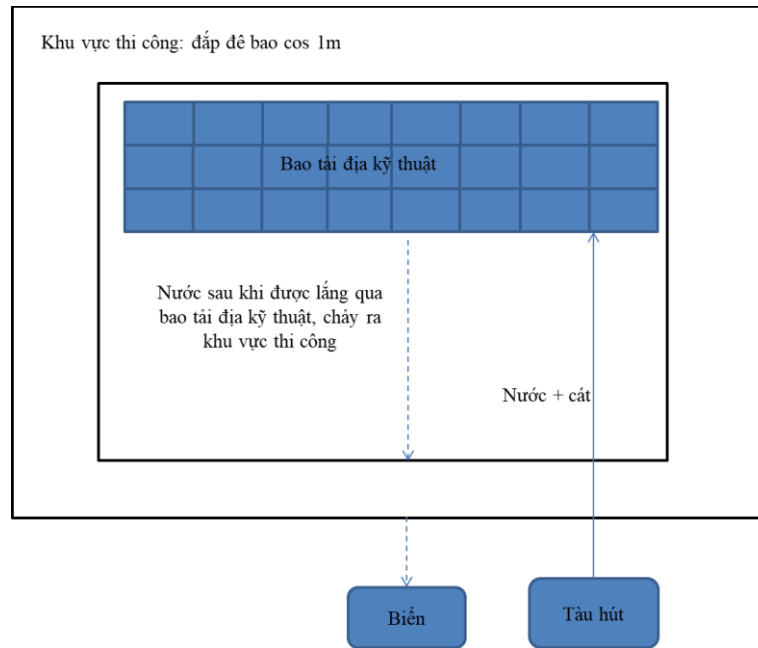 Khu vực thi công: đắp đê bao cos 1m
Bao tải địa kỹ thuật
Nước sau khi được lắng qua
bao tải địa kỹ thuật, chảy ra
khu vực thi công
Nước + cát
Biển
Tàu hút